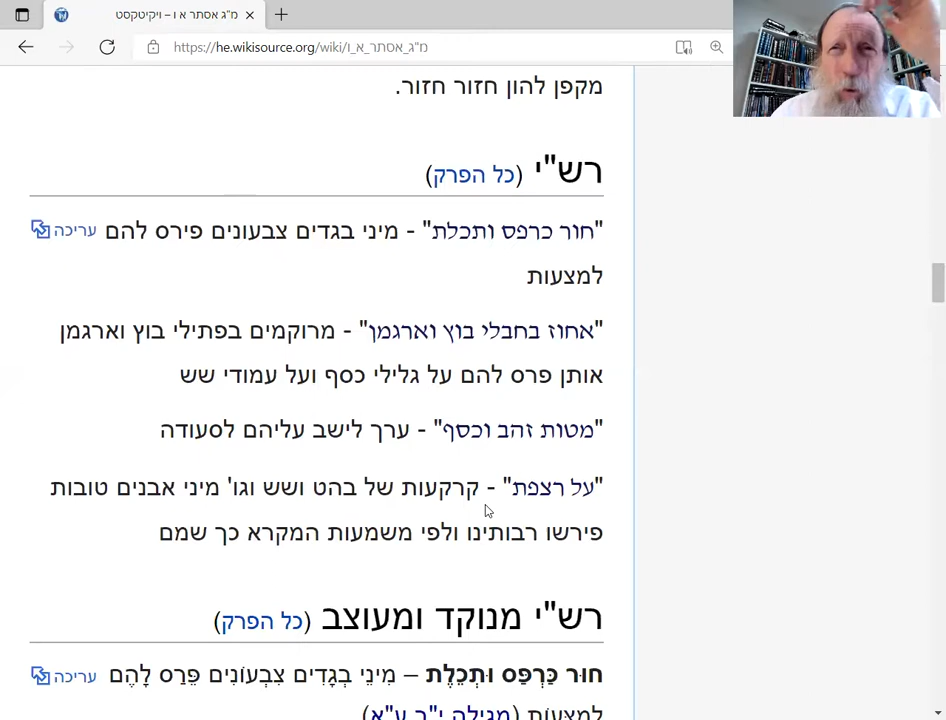 מ"ג אסתר א ו – ויקיטקסט
https://he.wikisource.org/wiki/מ"ג_אסתר_א_ו
מקפן להון חזור חזור.
רש"י (כל הפרק)
"חור כרפס ותכלת" - מיני בגדים צבעונים פירס להם עריכה
למצעות
"אחוז בחבלי בוץ וארגמן" - מרוקמים בפתילי בוץ וארגמן
אותן פרס להם על גלילי כסף ועל עמודי שש
"מטות זהב וכסף" - ערך לישב עליהם לסעודה
"על רצפת" - קרקעות של בהט ושש וגו' מיני אבנים טובות
פירשו רבותינו ולפי משמעות המקרא כך שמם
רש"י מנוקד ומעוצב (כל הפרק)
חוּר כַּרְפַּס וּתְכֵלֶת – מִינֵי בְגָדִים צִבְעוֹנִים פֵּרַס לָהֶם עריכה
למצעות (מגילה י"ב ע"א)